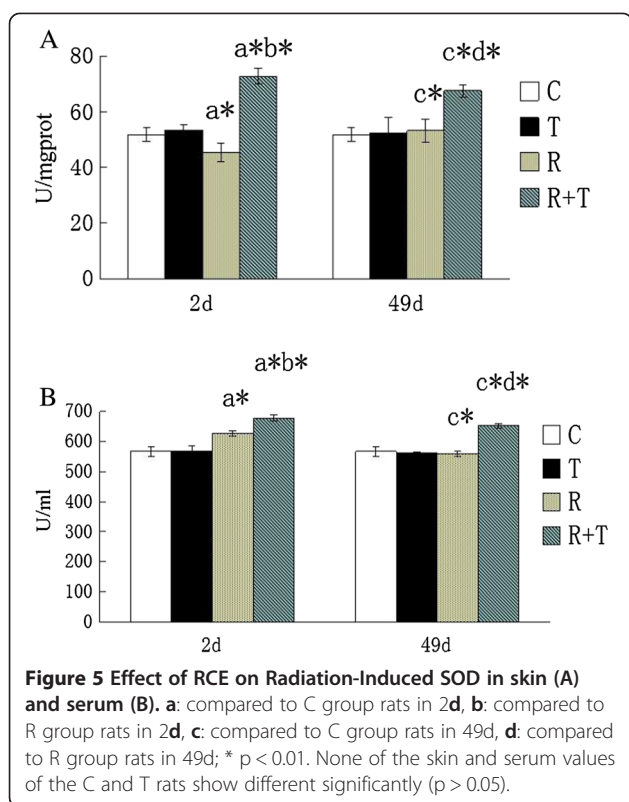 A
a*b*
c*d*
80
C
60
a*
c*
T
40
R
U/mgprot
20
R+T
0
2d
49d
a*b*
c*d*
B
700
a*
c*
600
C
500
T
400
R
U/ml
300
R+T
200
100
0
2d
49d
Figure 5 Effect of RCE on Radiation-Induced SOD in skin (A)
and serum (B). a: compared to C group rats in 2d, b: compared to
R group rats in 2d, c: compared to C group rats in 49d, d: compared
to R group rats in 49d; * p < 0.01. None of the skin and serum values
of the C and T rats show different significantly (p > 0.05).